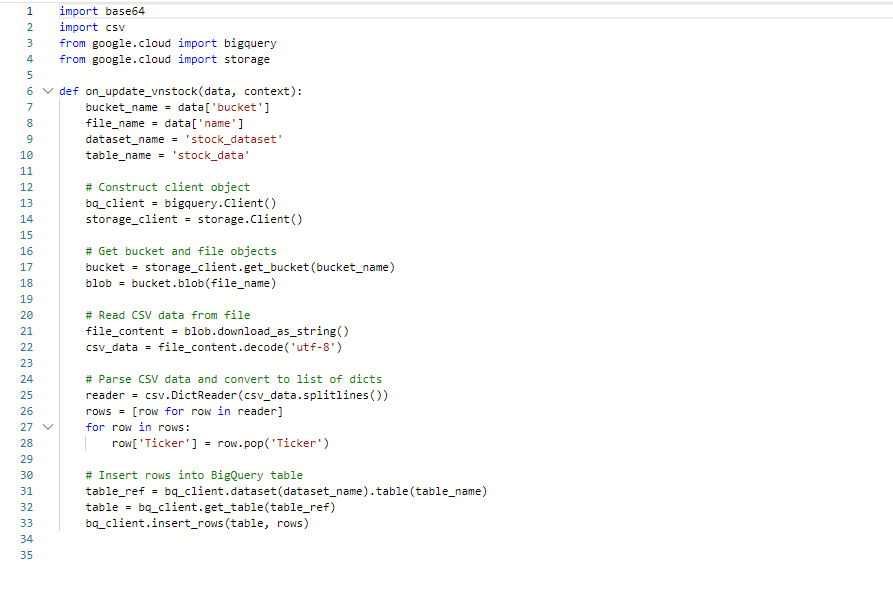 1 import base64
2 import csv
3 from google.cloud import bigquery
4 from google.cloud import storage
5
6 def on_update_vnstock(data, context):
7     bucket_name = data['bucket']
8     file_name = data['name']
9     dataset_name = 'stock_dataset'
10     table_name = 'stock_data'
11
12     # Construct client object
13     bq_client = bigquery.Client()
14     storage_client = storage.Client()
15
16     # Get bucket and file objects
17     bucket = storage_client.get_bucket(bucket_name)
18     blob = bucket.blob(file_name)
19
20     # Read CSV data from file
21     file_content = blob.download_as_string()
22     csv_data = file_content.decode('utf-8')
23
24     # Parse CSV data and convert to list of dicts
25     reader = csv.DictReader(csv_data.splitlines())
26     rows = [row for row in reader]
27     for row in rows:
28         row['Ticker'] = row.pop('Ticker')
29
30     # Insert rows into BigQuery table
31     table_ref = bq_client.dataset(dataset_name).table(table_name)
32     table = bq_client.get_table(table_ref)
33     bq_client.insert_rows(table, rows)
34
35